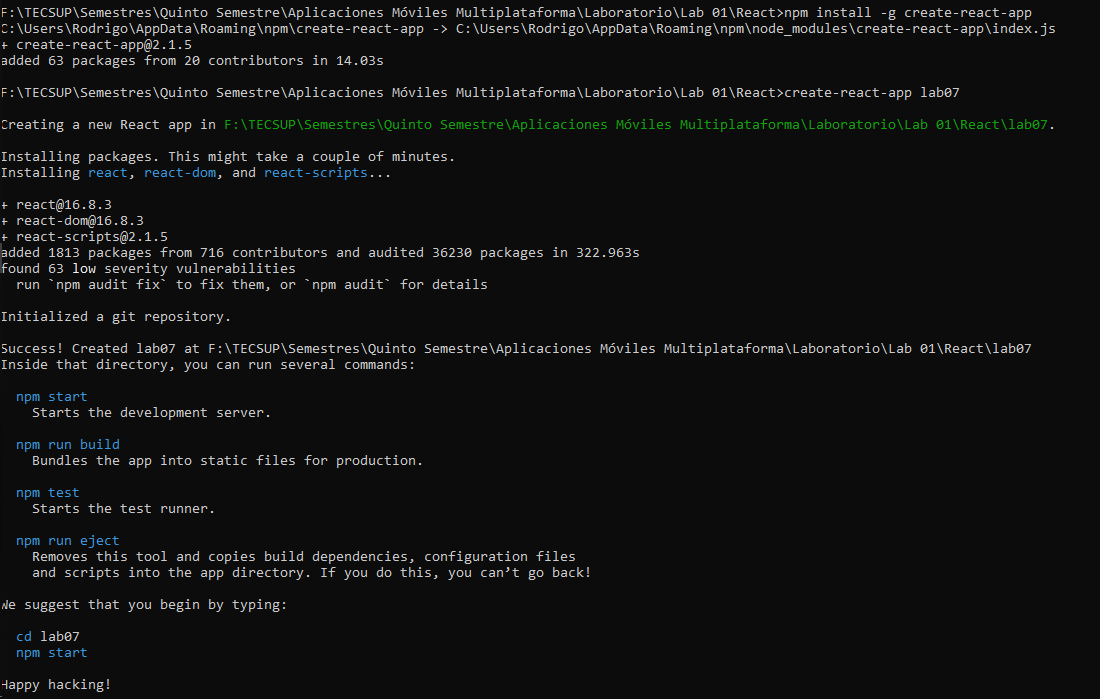 F:\TECSUP\Semestres\Quinto Semestre\Aplicaciones Móviles Multiplataforma\Laboratorio\Lab 01\React>npm install -g create-react-app
C:\Users\Rodrigo\AppData\Roaming\npm\create-react-app -> C:\Users\Rodrigo\AppData\Roaming\npm\node_modules\create-react-app\index.js
+ create-react-app@2.1.5
added 63 packages from 20 contributors in 14.03s
F:\TECSUP\Semestres\Quinto Semestre\Aplicaciones Móviles Multiplataforma\Laboratorio\Lab 01\React>create-react-app lab07
Creating a new React app in F:\TECSUP\Semestres\Quinto Semestre\Aplicaciones Móviles Multiplataforma\Laboratorio\Lab 01\React\lab07.
Installing packages. This might take a couple of minutes.
Installing react, react-dom, and react-scripts...
+ react@16.8.3
+ react-dom@16.8.3
+ react-scripts@2.1.5
added 1813 packages from 716 contributors and audited 36230 packages in 322.963s
found 63 low severity vulnerabilities
  run `npm audit fix` to fix them, or `npm audit` for details
Initialized a git repository.
Success! Created lab07 at F:\TECSUP\Semestres\Quinto Semestre\Aplicaciones Móviles Multiplataforma\Laboratorio\Lab 01\React\lab07
Inside that directory, you can run several commands:
  npm start
    Starts the development server.
  npm run build
    Bundles the app into static files for production.
  npm test
    Starts the test runner.
  npm run eject
    Removes this tool and copies build dependencies, configuration files
    and scripts into the app directory. If you do this, you can’t go back!
We suggest that you begin by typing:
  cd lab07
  npm start
Happy hacking!